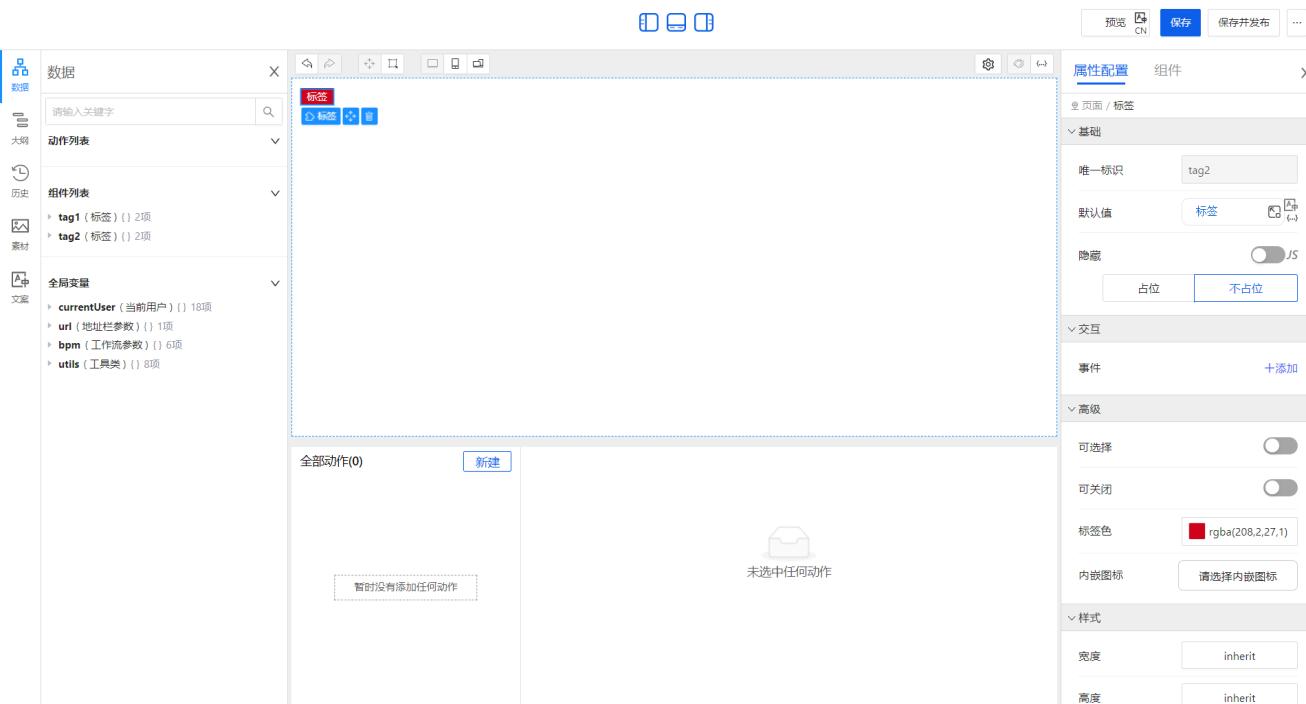 预览
CN
保存
保存并发布
...
数据
大纲
历史
素材
文案
数据
请输入关键字
动作列表
组件列表
tag1（标签）{ } 2项
tag2（标签）{ } 2项
全局变量
currentUser（当前用户）{ } 18项
url（地址栏参数）{ } 1项
bpm（工作流参数）{ } 6项
utils（工具类）{ } 8项
标签
标签
全部动作(0)
新建
暂时没有添加任何动作
未选中任何动作
属性配置
组件
页面 / 标签
基础
唯一标识
tag2
默认值
标签
隐藏
JS
占位
不占位
交互
事件
添加
高级
可选择
可关闭
标签色
rgba(208,2,27,1)
内嵌图标
请选择内嵌图标
样式
宽度
inherit
高度
inherit